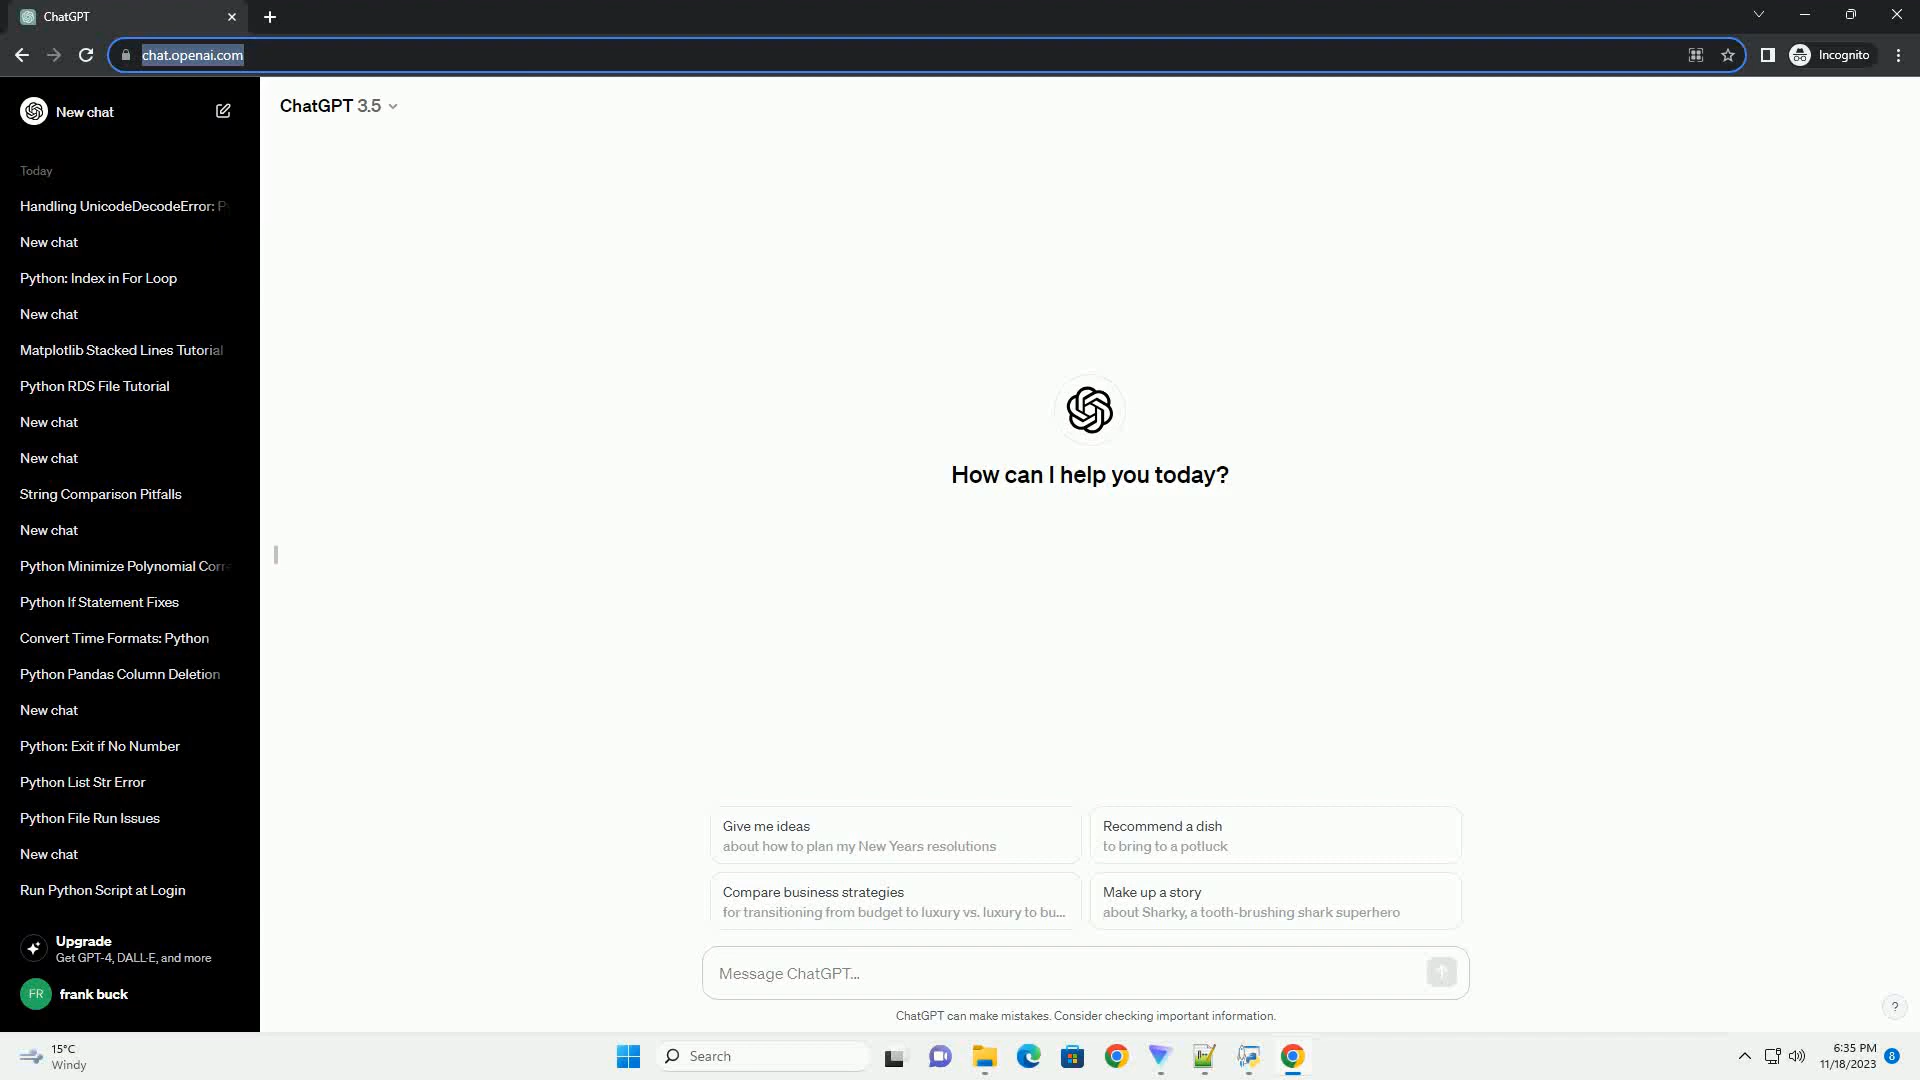 ChatGPT
chat.openai.com
Incognito
New chat
ChatGPT 3.5
Today
Handling UnicodeDecodeError: P
New chat
Python: Index in For Loop
New chat
Matplotlib Stacked Lines Tutorial
Python RDS File Tutorial
New chat
New chat
String Comparison Pitfalls
New chat
Python Minimize Polynomial Corr
Python If Statement Fixes
Convert Time Formats: Python
Python Pandas Column Deletion
New chat
Python: Exit if No Number
Python List Str Error
Python File Run Issues
New chat
Run Python Script at Login
Upgrade
Get GPT-4, DALL·E, and more
FR
frank buck
How can I help you today?
Give me ideas
about how to plan my New Years resolutions
Recommend a dish
to bring to a potluck
Compare business strategies
for transitioning from budget to luxury vs. luxury to bu...
Make up a story
about Sharky, a tooth-brushing shark superhero
Message ChatGPT...
ChatGPT can make mistakes. Consider checking important information.
?
15°C
Windy
Search
6:35 PM
11/18/2023
8